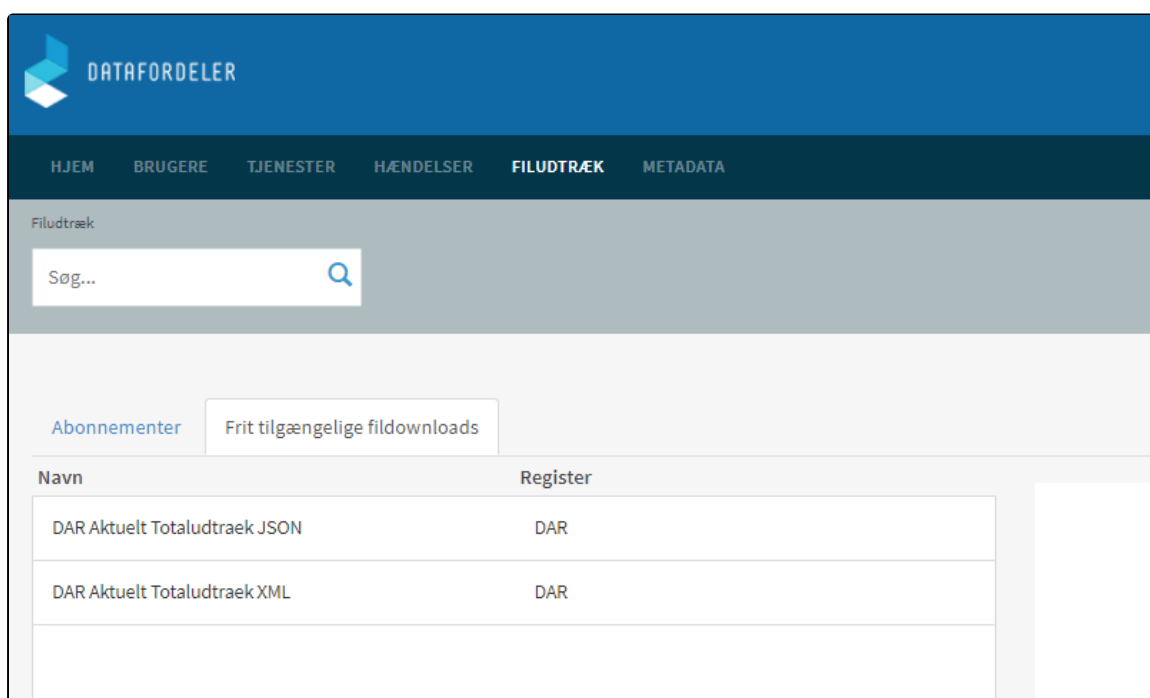 DATAFORDELER
HJEM BRUGERE TJENESTER HÆNDELSER FILUDTRÆK METADATA
Filudtræk
Søg...
Abonnementer Frit tilgængelige fildownloads
Navn Register
DAR Aktuelt Totaludtraek JSON DAR
DAR Aktuelt Totaludtraek XML DAR